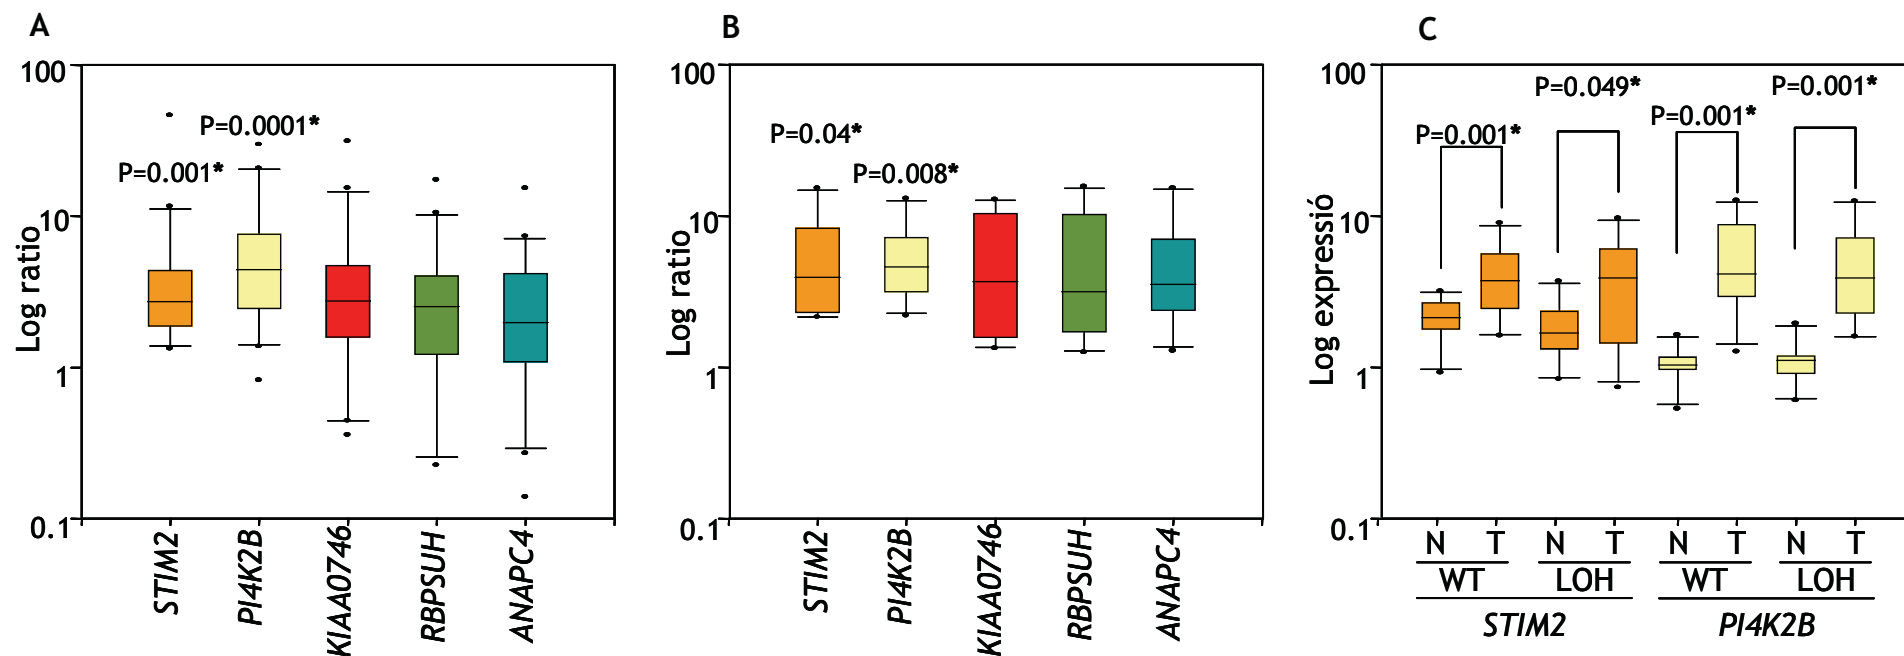 A
100
10
1
0.1
Log ratio
P=0.0001*
P=0.001*
STIM2
PI4K2B
KIAA0746
RBPSUH
ANAPC4
B
100
10
1
0.1
Log ratio
P=0.04*
P=0.008*
STIM2
PI4K2B
KIAA0746
RBPSUH
ANAPC4
C
100
10
1
0.1
Log expressió
P=0.001*
P=0.049*
P=0.001*
P=0.001*
N T N T N T N T
WT LOH WT LOH
STIM2 PI4K2B